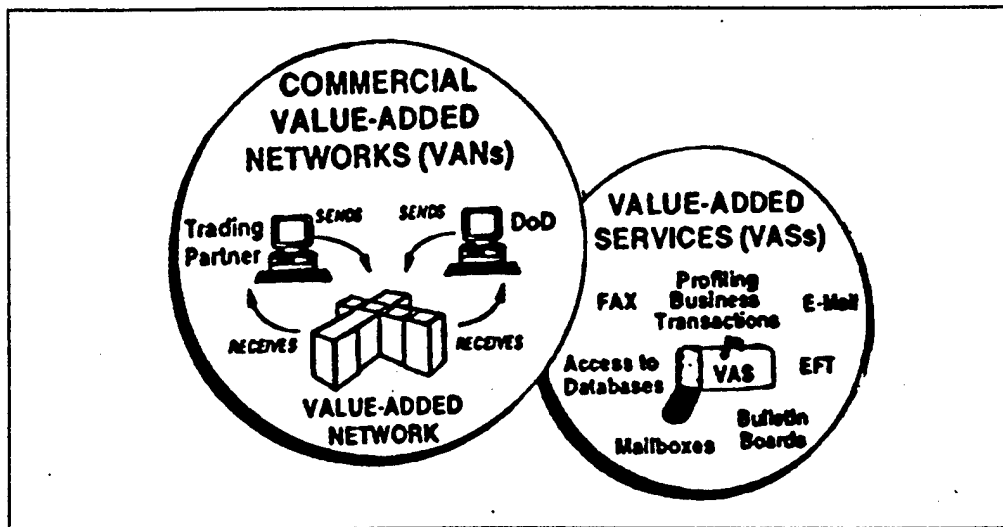 COMMERCIAL
VALUE-ADDED
NETWORKS (VANs)
SENDS
SENDS
Trading
Partner
DoD
RECEIVES
RECEIVES
VALUE-ADDED
NETWORK
VALUE-ADDED
SERVICES (VASs)
FAX
Profiling
Business
Transactions
E-Mail
Access to
Databases
VAS
EFT
Mailboxes
Bulletin
Boards